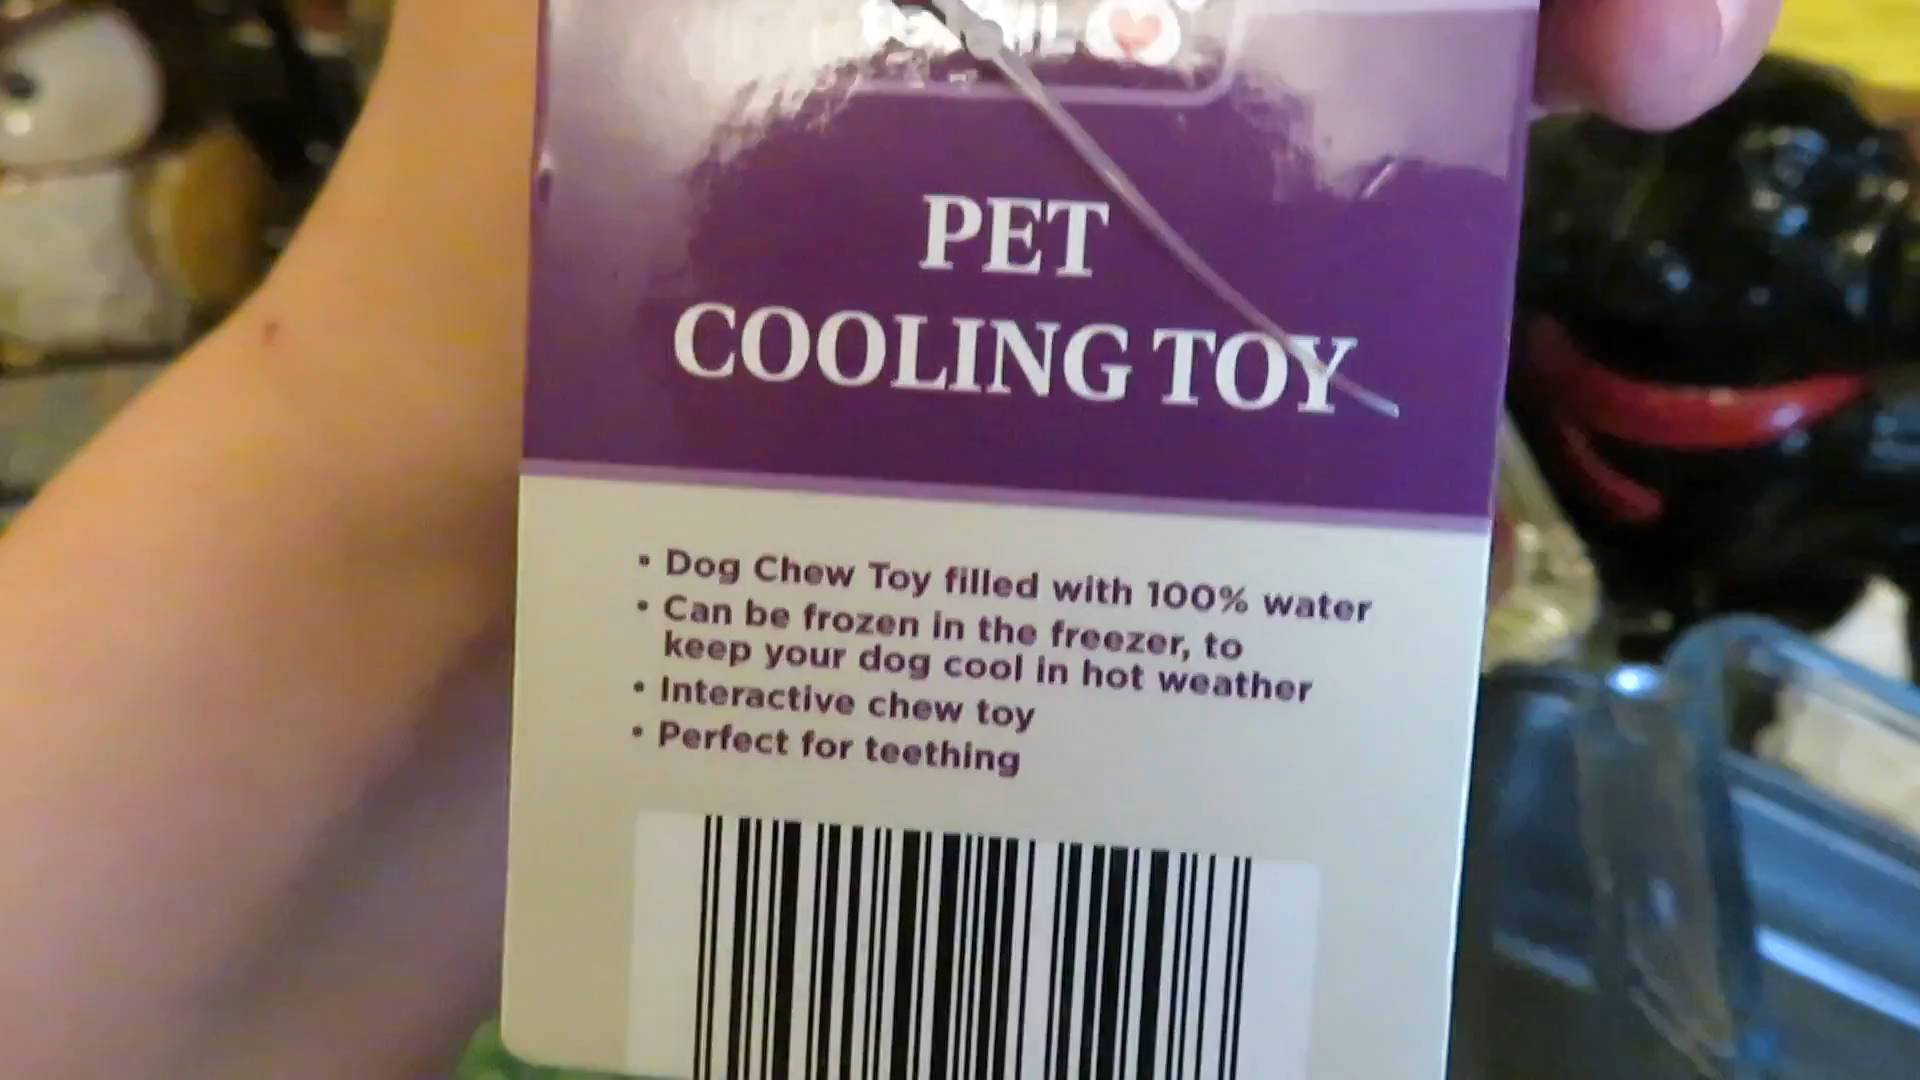 PET
COOLING TOY
• Dog Chew Toy filled with 100% water
• Can be frozen in the freezer, to
keep your dog cool in hot weather
• Interactive chew toy
• Perfect for teething